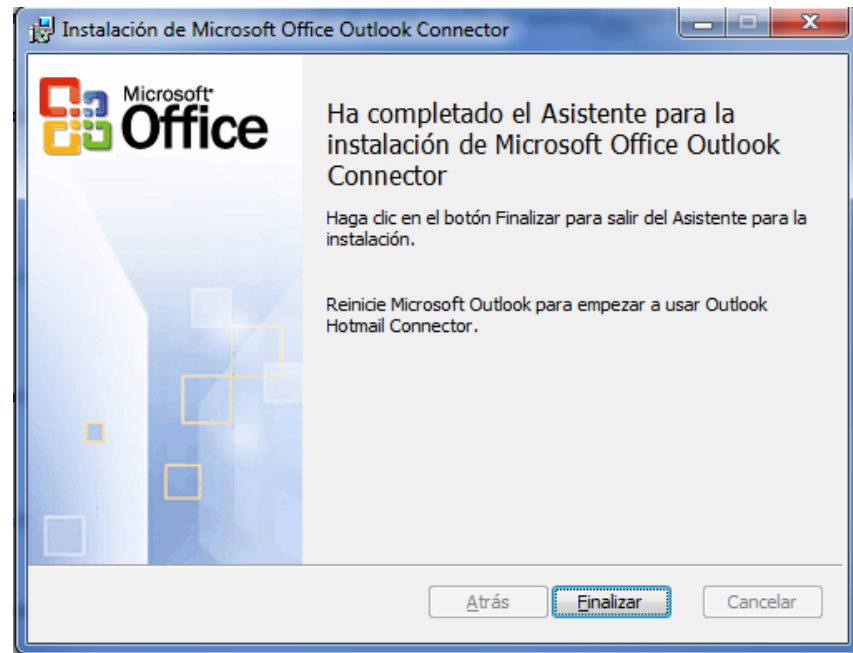 Instalación de Microsoft Office Outlook Connector
Microsoft
Office
Ha completado el Asistente para la
instalación de Microsoft Office Outlook
Connector
Haga clic en el botón Finalizar para salir del Asistente para la
instalación.
Reinicie Microsoft Outlook para empezar a usar Outlook
Hotmail Connector.
Atrás
Finalizar
Cancelar